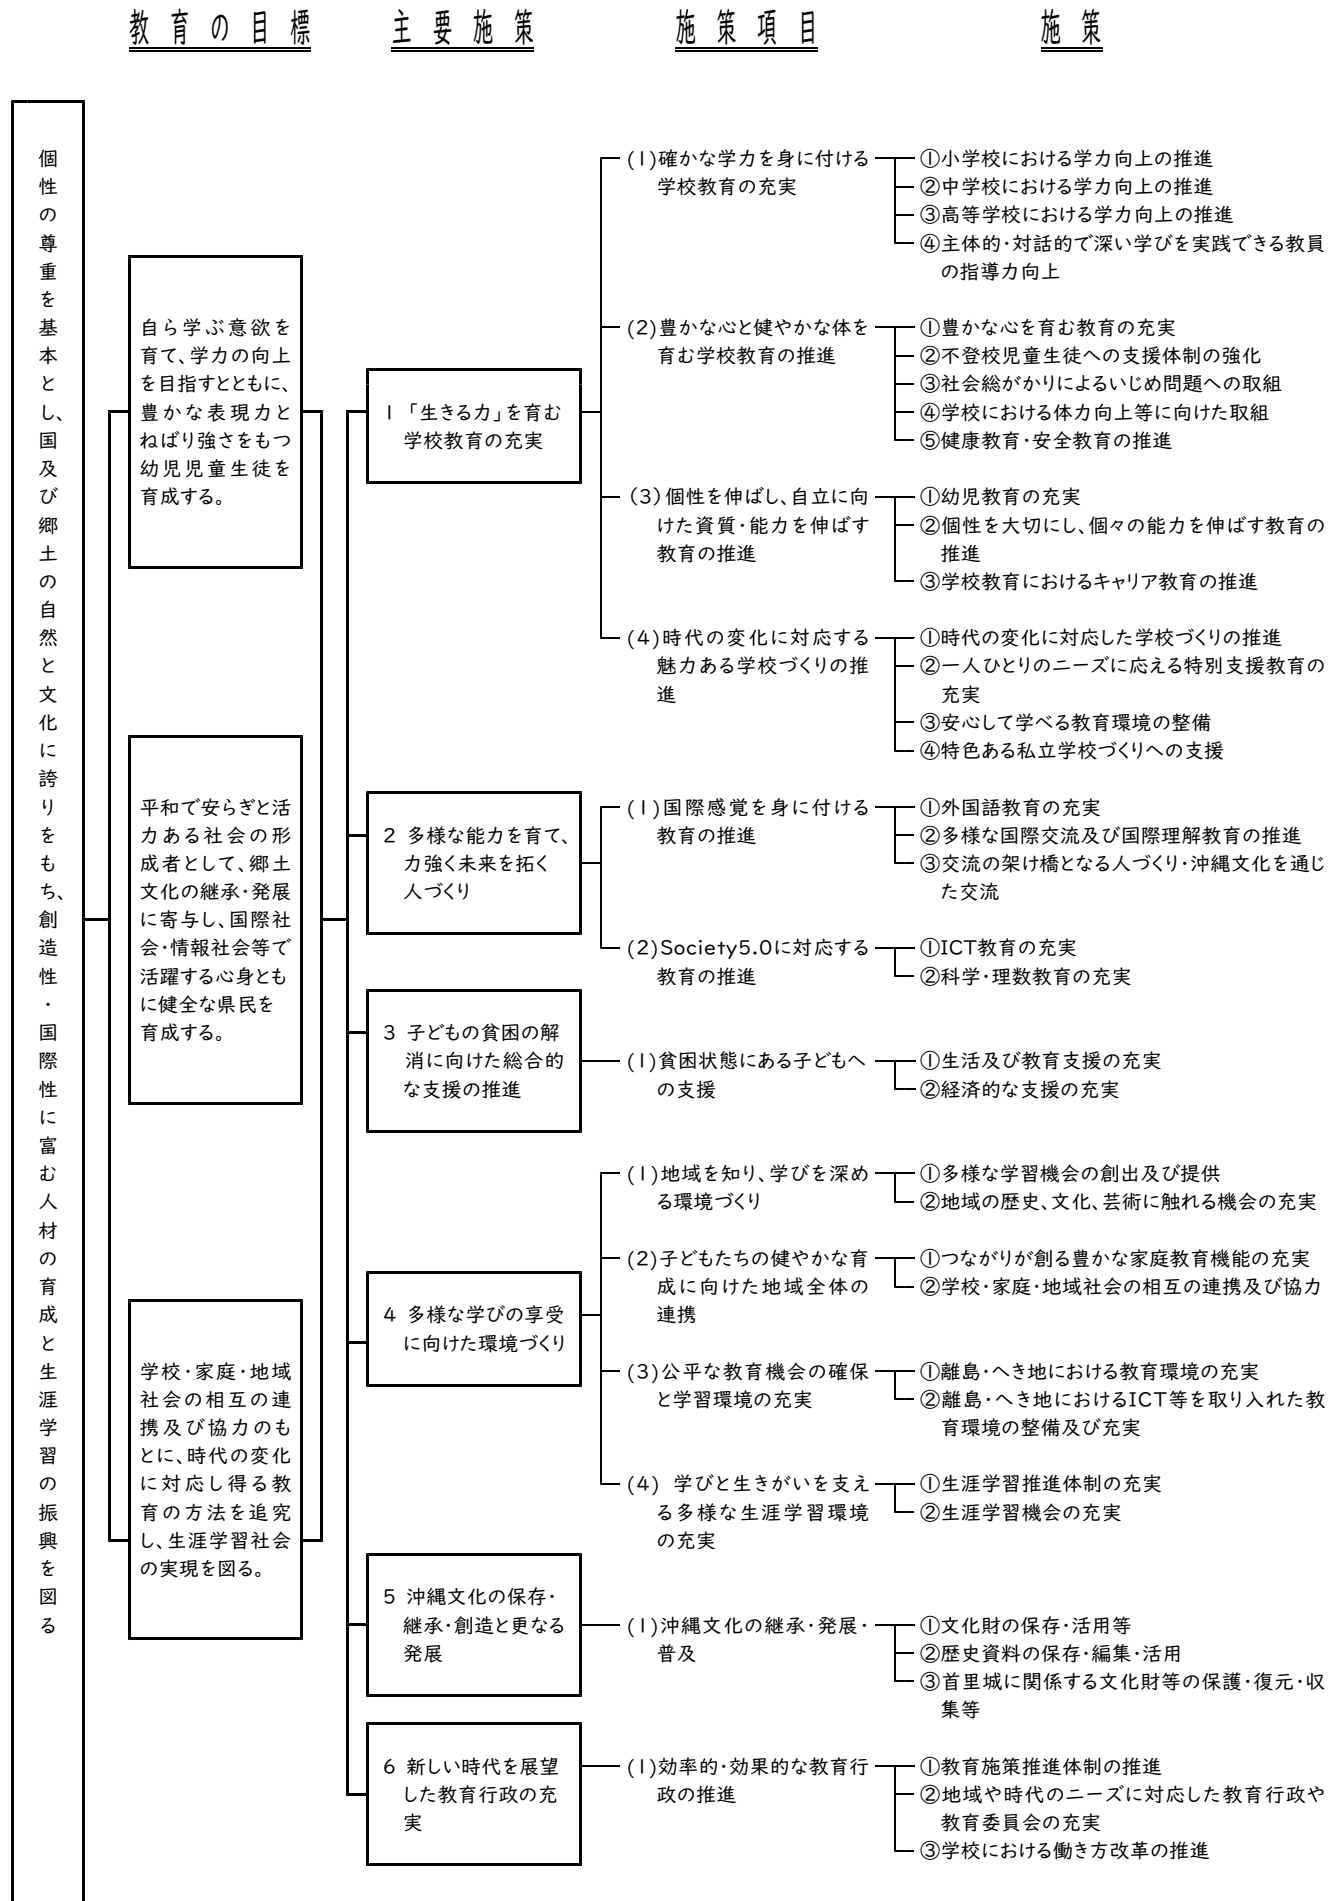 教育の目標
主要施策
施策項目
施策
個性の尊重を基本とし、国及び郷土の自然と文化に誇りをもち、創造性・国際性に富む人材の育成と生涯学習の振興を図る
自ら学ぶ意欲を
育て、学力の向上
を目指すとともに、
豊かな表現力と
ねばり強さをもつ
幼児児童生徒を
育成する。
平和で安らぎと活
力ある社会の形
成者として、郷土
文化の継承・発展
に寄与し、国際社
会・情報社会等で
活躍する心身とも
に健全な県民を
育成する。
学校・家庭・地域
社会の相互の連
携及び協力のも
とに、時代の変化
に対応し得る教
育の方法を追究
し、生涯学習社会
の実現を図る。
1 「生きる力」を育む
学校教育の充実
(1)確かな学力を身に付ける
学校教育の充実
①小学校における学力向上の推進
②中学校における学力向上の推進
③高等学校における学力向上の推進
④主体的・対話的で深い学びを実践できる教員
の指導力向上
(2)豊かな心と健やかな体を
育む学校教育の推進
①豊かな心を育む教育の充実
②不登校児童生徒への支援体制の強化
③社会総がかりによるいじめ問題への取組
④学校における体力向上等に向けた取組
⑤健康教育・安全教育の推進
(3)個性を伸ばし、自立に向
けた資質・能力を伸ばす
教育の推進
①幼児教育の充実
②個性を大切にし、個々の能力を伸ばす教育の
推進
③学校教育におけるキャリア教育の推進
(4)時代の変化に対応する
魅力ある学校づくりの推
進
①時代の変化に対応した学校づくりの推進
②一人ひとりのニーズに応える特別支援教育の
充実
③安心して学べる教育環境の整備
④特色ある私立学校づくりへの支援
2 多様な能力を育て、
力強く未来を拓く
人づくり
(1)国際感覚を身に付ける
教育の推進
①外国語教育の充実
②多様な国際交流及び国際理解教育の推進
③交流の架け橋となる人づくり・沖縄文化を通じ
た交流
(2)Society5.0に対応する
教育の推進
①ICT教育の充実
②科学・理数教育の充実
3 子どもの貧困の解
消に向けた総合的
な支援の推進
(1)貧困状態にある子どもへ
の支援
①生活及び教育支援の充実
②経済的な支援の充実
4 多様な学びの享受
に向けた環境づくり
(1)地域を知り、学びを深め
る環境づくり
①多様な学習機会の創出及び提供
②地域の歴史、文化、芸術に触れる機会の充実
(2)子どもたちの健やかな育
成に向けた地域全体の
連携
①つながりが創る豊かな家庭教育機能の充実
②学校・家庭・地域社会の相互の連携及び協力
(3)公平な教育機会の確保
と学習環境の充実
①離島・へき地における教育環境の充実
②離島・へき地におけるICT等を取り入れた教
育環境の整備及び充実
(4) 学びと生きがいを支え
る多様な生涯学習環境
の充実
①生涯学習推進体制の充実
②生涯学習機会の充実
5 沖縄文化の保存・
継承・創造と更なる
発展
(1)沖縄文化の継承・発展・
普及
①文化財の保存・活用等
②歴史資料の保存・編集・活用
③首里城に関係する文化財等の保護・復元・収
集等
6 新しい時代を展望
した教育行政の充
実
(1)効率的・効果的な教育行
政の推進
①教育施策推進体制の推進
②地域や時代のニーズに対応した教育行政や
教育委員会の充実
③学校における働き方改革の推進